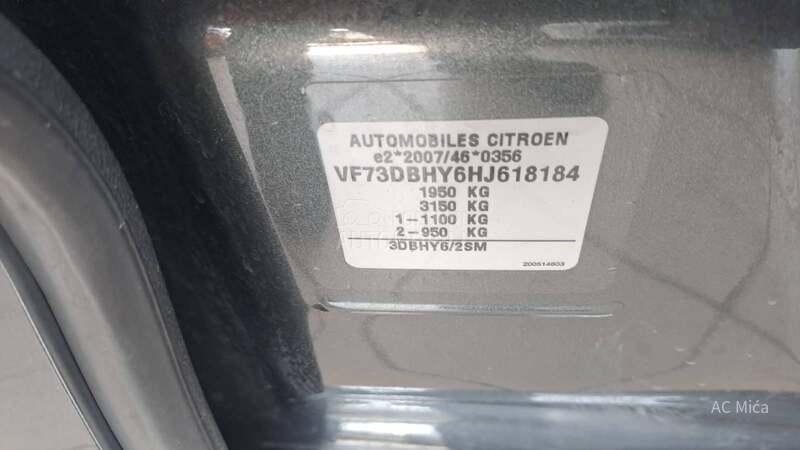 AUTOMOBILES CITROEN
e2*2007/46*0356
VF73DBHY6HJ618184
1950 KG
3150 KG
1-1100 KG
2-950 KG
3DBHY6/2SM
200514603
AC Mića